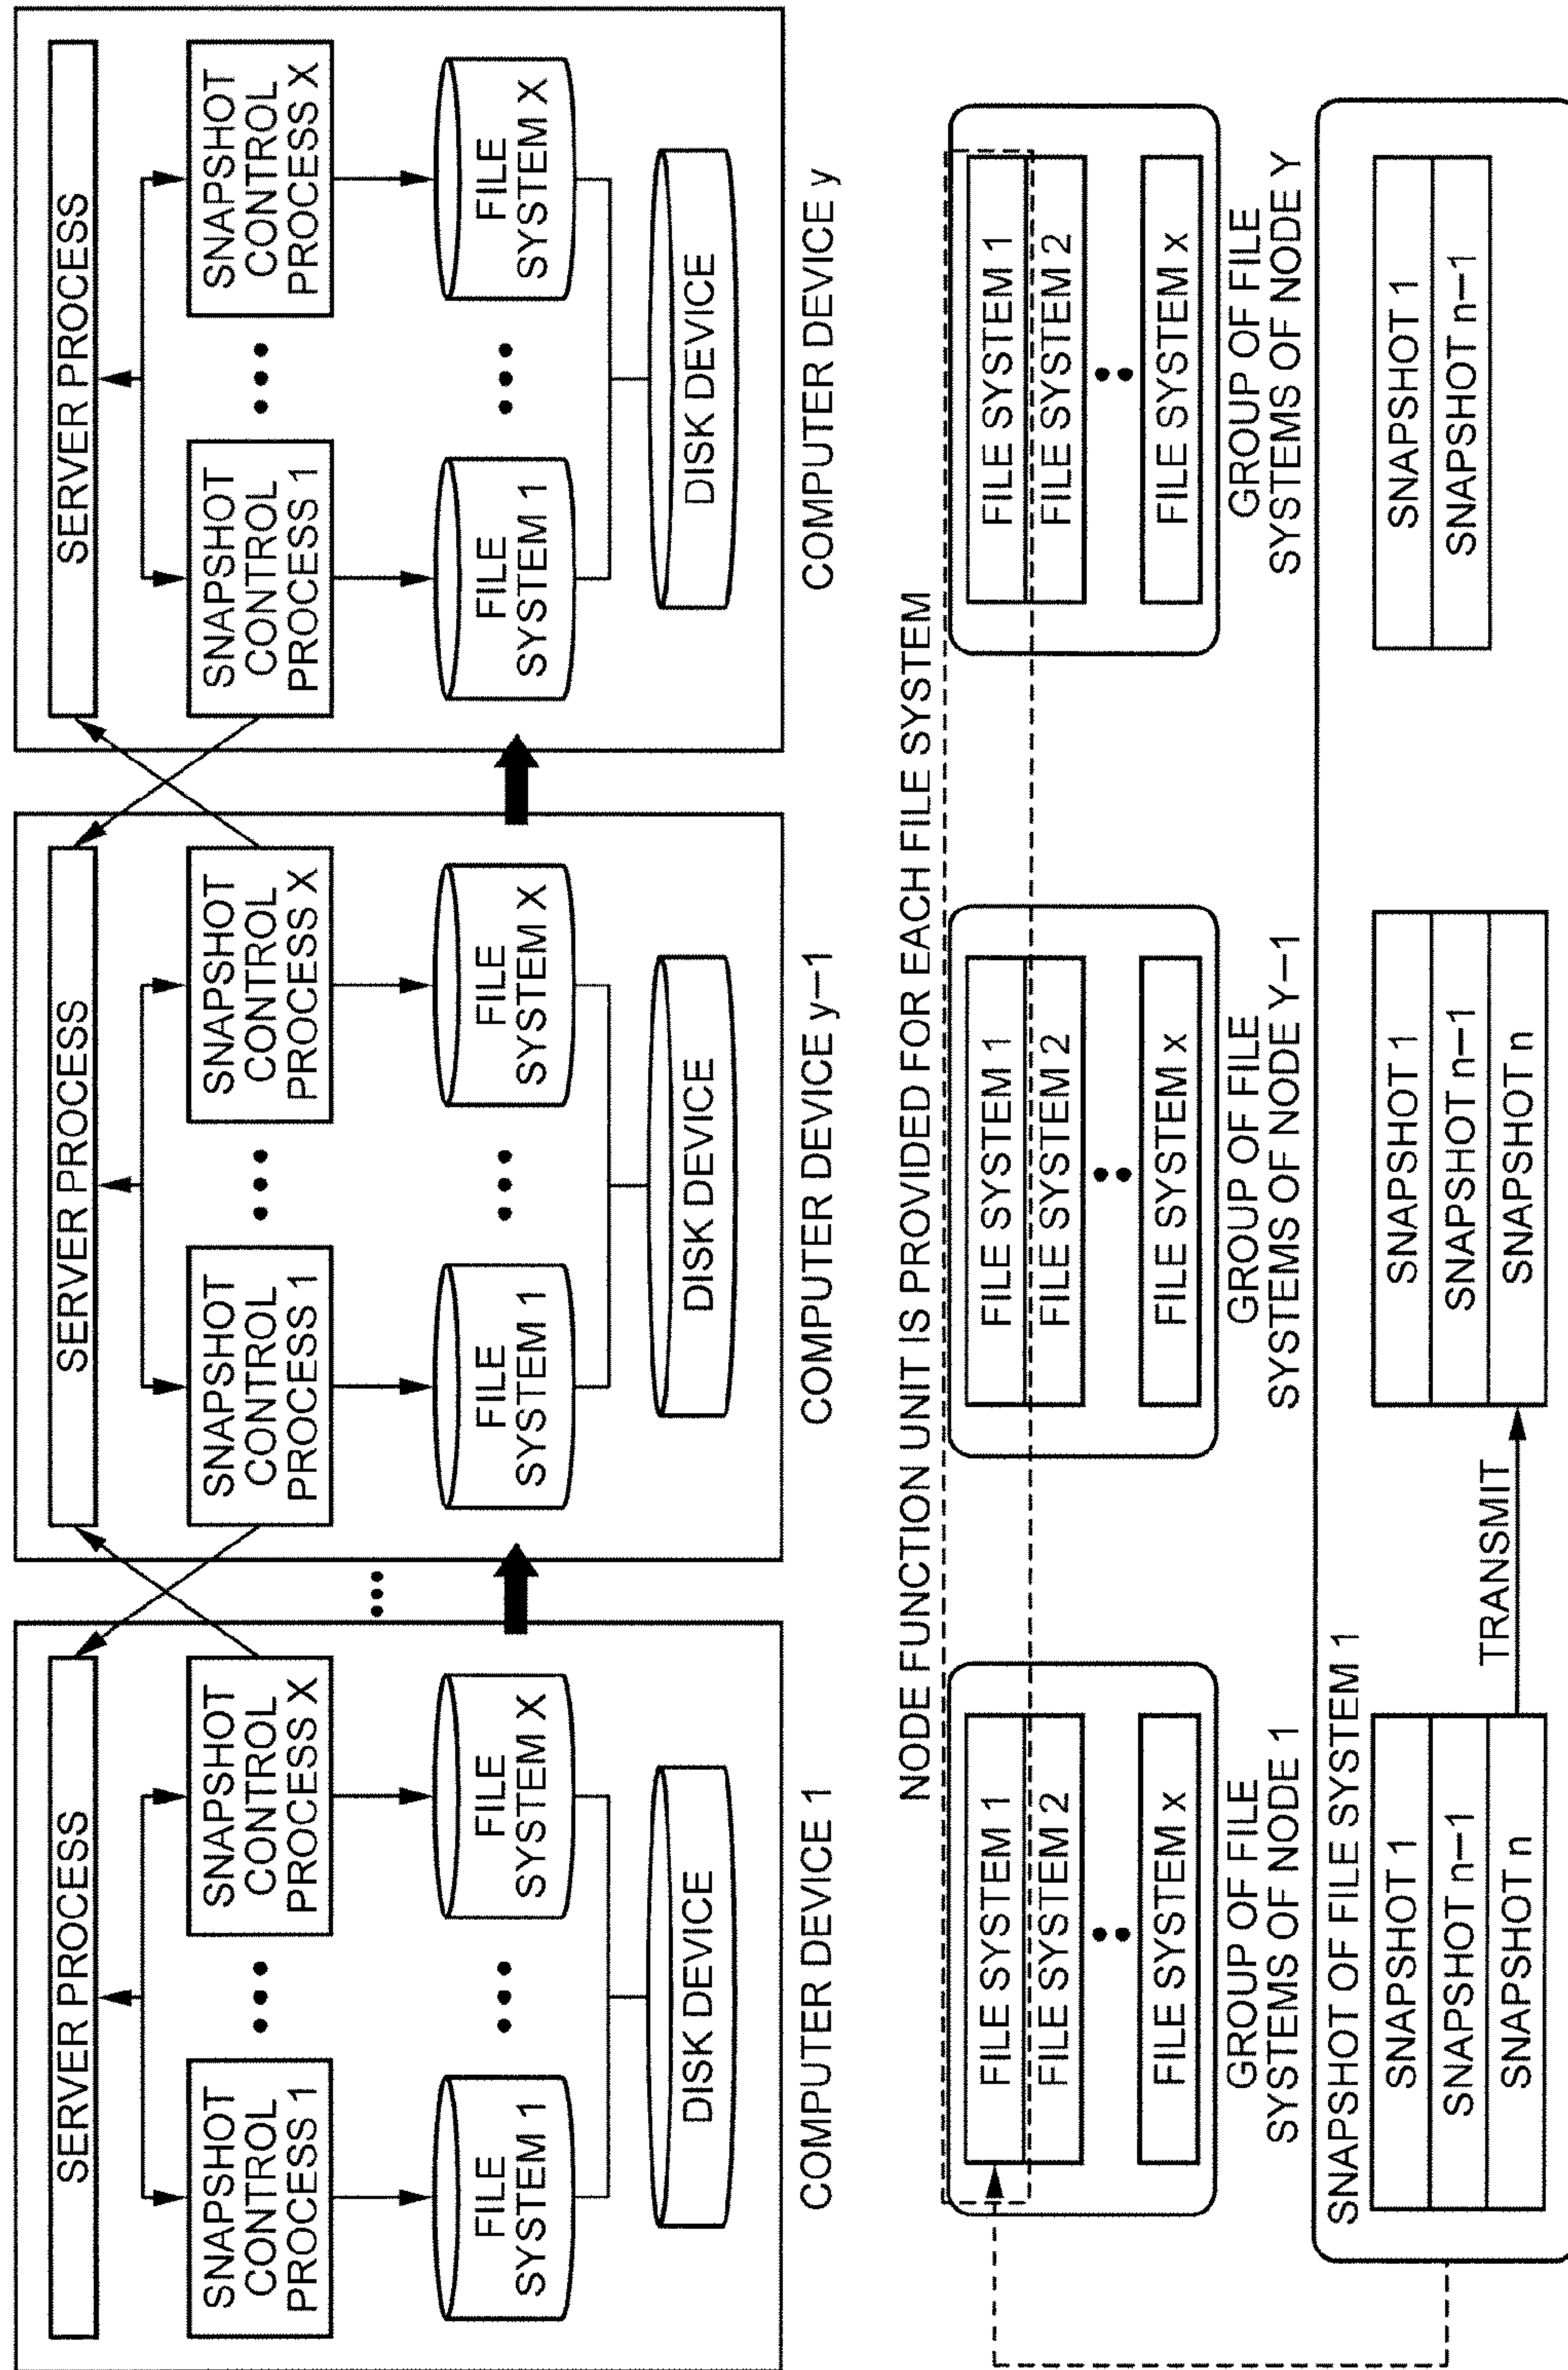 SERVER PROCESS
SNAPSHOT
CONTROL
PROCESS 1
SNAPSHOT
CONTROL
PROCESS X
FILE
SYSTEM 1
FILE
SYSTEM X
DISK DEVICE
COMPUTER DEVICE 1
SERVER PROCESS
SNAPSHOT
CONTROL
PROCESS 1
SNAPSHOT
CONTROL
PROCESS X
FILE
SYSTEM 1
FILE
SYSTEM X
DISK DEVICE
COMPUTER DEVICE y-1
SERVER PROCESS
SNAPSHOT
CONTROL
PROCESS 1
SNAPSHOT
CONTROL
PROCESS X
FILE
SYSTEM 1
FILE
SYSTEM X
DISK DEVICE
COMPUTER DEVICE y
NODE FUNCTION UNIT IS PROVIDED FOR EACH FILE SYSTEM
FILE SYSTEM 1
FILE SYSTEM 2
FILE SYSTEM x
GROUP OF FILE
SYSTEMS OF NODE 1
FILE SYSTEM 1
FILE SYSTEM 2
FILE SYSTEM x
GROUP OF FILE
SYSTEMS OF NODE Y-1
FILE SYSTEM 1
FILE SYSTEM 2
FILE SYSTEM x
GROUP OF FILE
SYSTEMS OF NODE Y
SNAPSHOT OF FILE SYSTEM 1
SNAPSHOT 1
SNAPSHOT n-1
SNAPSHOT n
TRANSMIT
SNAPSHOT 1
SNAPSHOT n-1
SNAPSHOT n
SNAPSHOT 1
SNAPSHOT n-1